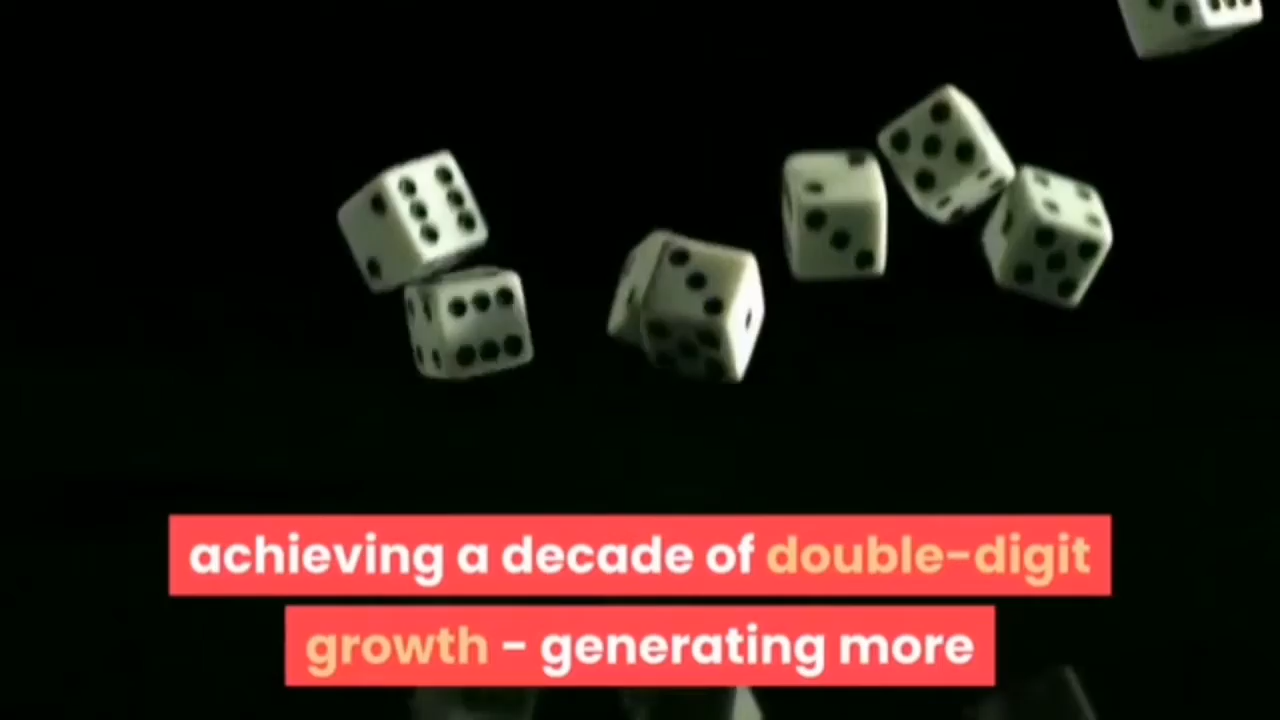 achieving a decade of double-digit
growth - generating more